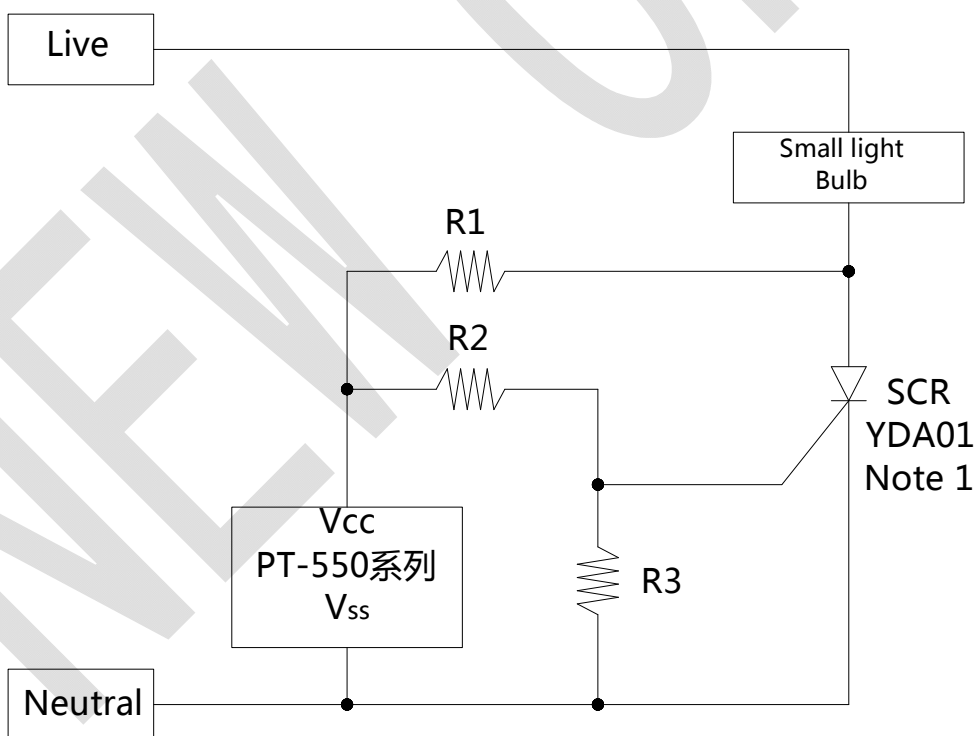 Live
Small light
Bulb
R1
R2
SCR
YDA01
Note 1
Vcc
PT-550系列
Vss
R3
Neutral